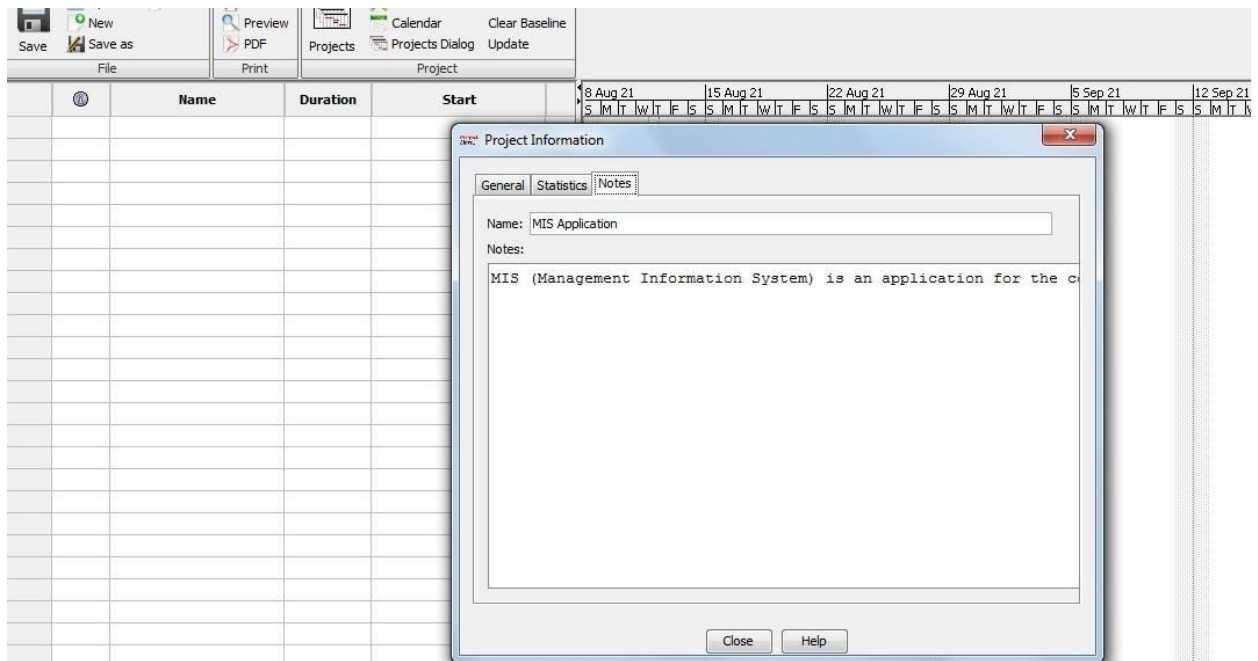 New
Preview
Calendar
Clear Baseline
Save
Save as
PDF
Projects
Projects Dialog
Update
File
Print
Project
Name
Duration
Start
8 Aug 21
15 Aug 21
22 Aug 21
29 Aug 21
5 Sep 21
12 Sep 21
S M T W T F S S M T W T F S S M T W T F S S M T W T F S S M T W T F S S M T
Project Information
General
Statistics
Notes
Name: MIS Application
Notes:
MIS (Management Information System) is an application for the
Close
Help